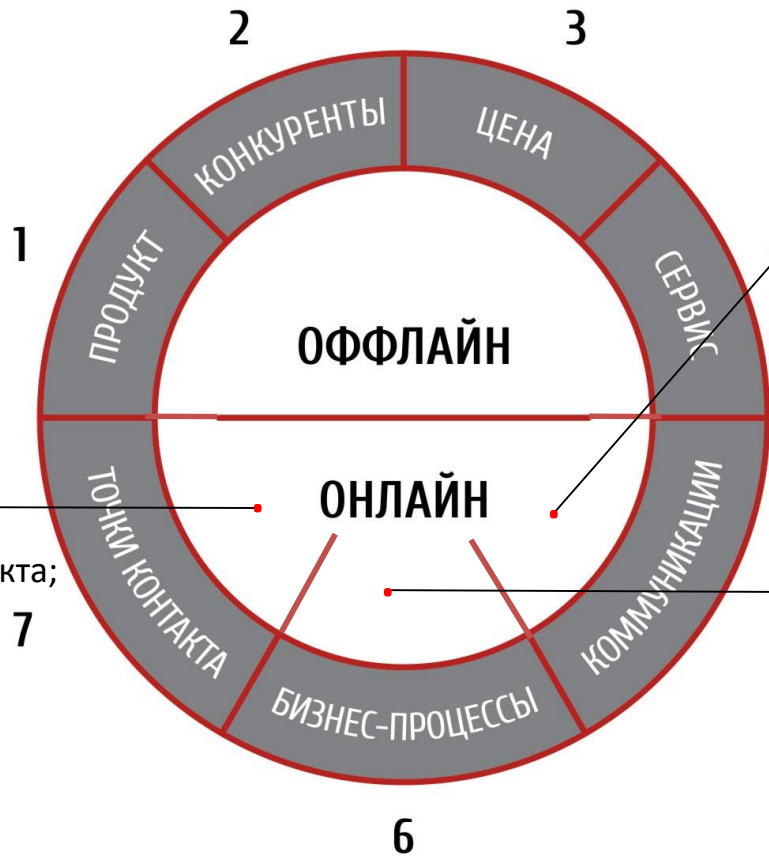 2
3
КОНКУРЕНТЫ
ЦЕНА
1
ПРОДУКТ
СЕРВИС
ОФФЛАЙН
ОНЛАЙН
ТОЧКИ КОНТАКТА
КОММУНИКАЦИИ
кта;
7
БИЗНЕС-ПРОЦЕССЫ
6